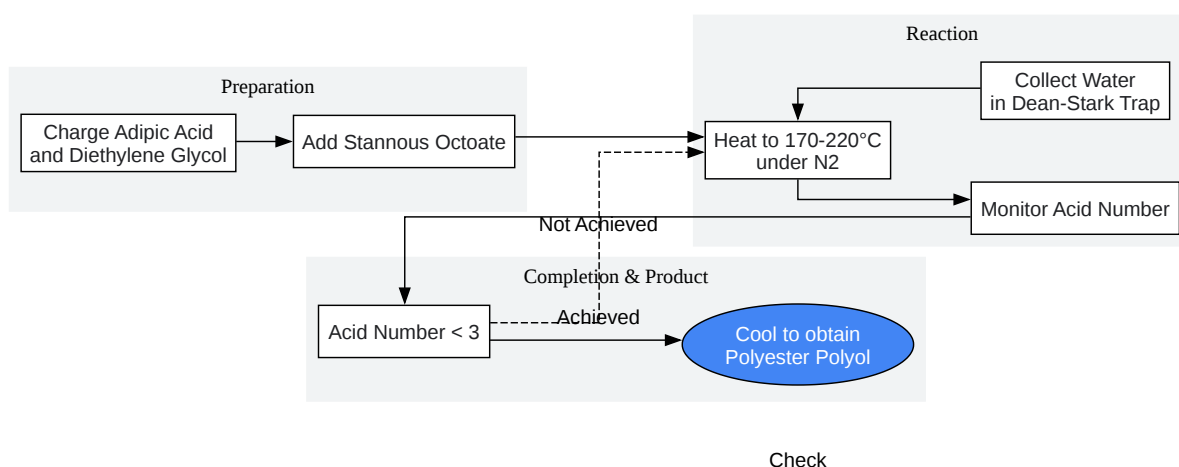 Reaction
Preparation
Collect Water
in Dean-Stark Trap
Charge Adipic Acid
and Diethylene Glycol
Add Stannous Octoate
Heat to 170-220°C
under N2
Monitor Acid Number
Not Achieved
Completion & Product
Acid Number < 3
Achieved
Cool to obtain
Polyester Polyol
Check